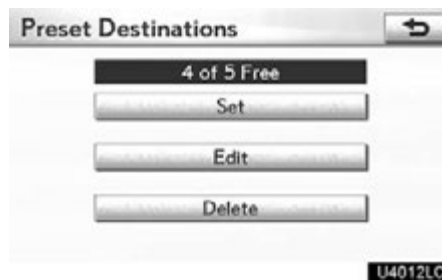 Preset Destinations
4 of 5 Free
Set
Edit
Delete
U4012LC